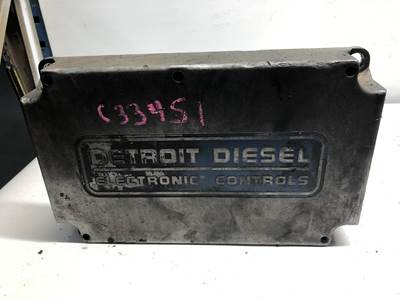 C33451
DETROIT DIESEL
ELECTRONIC CONTROLS